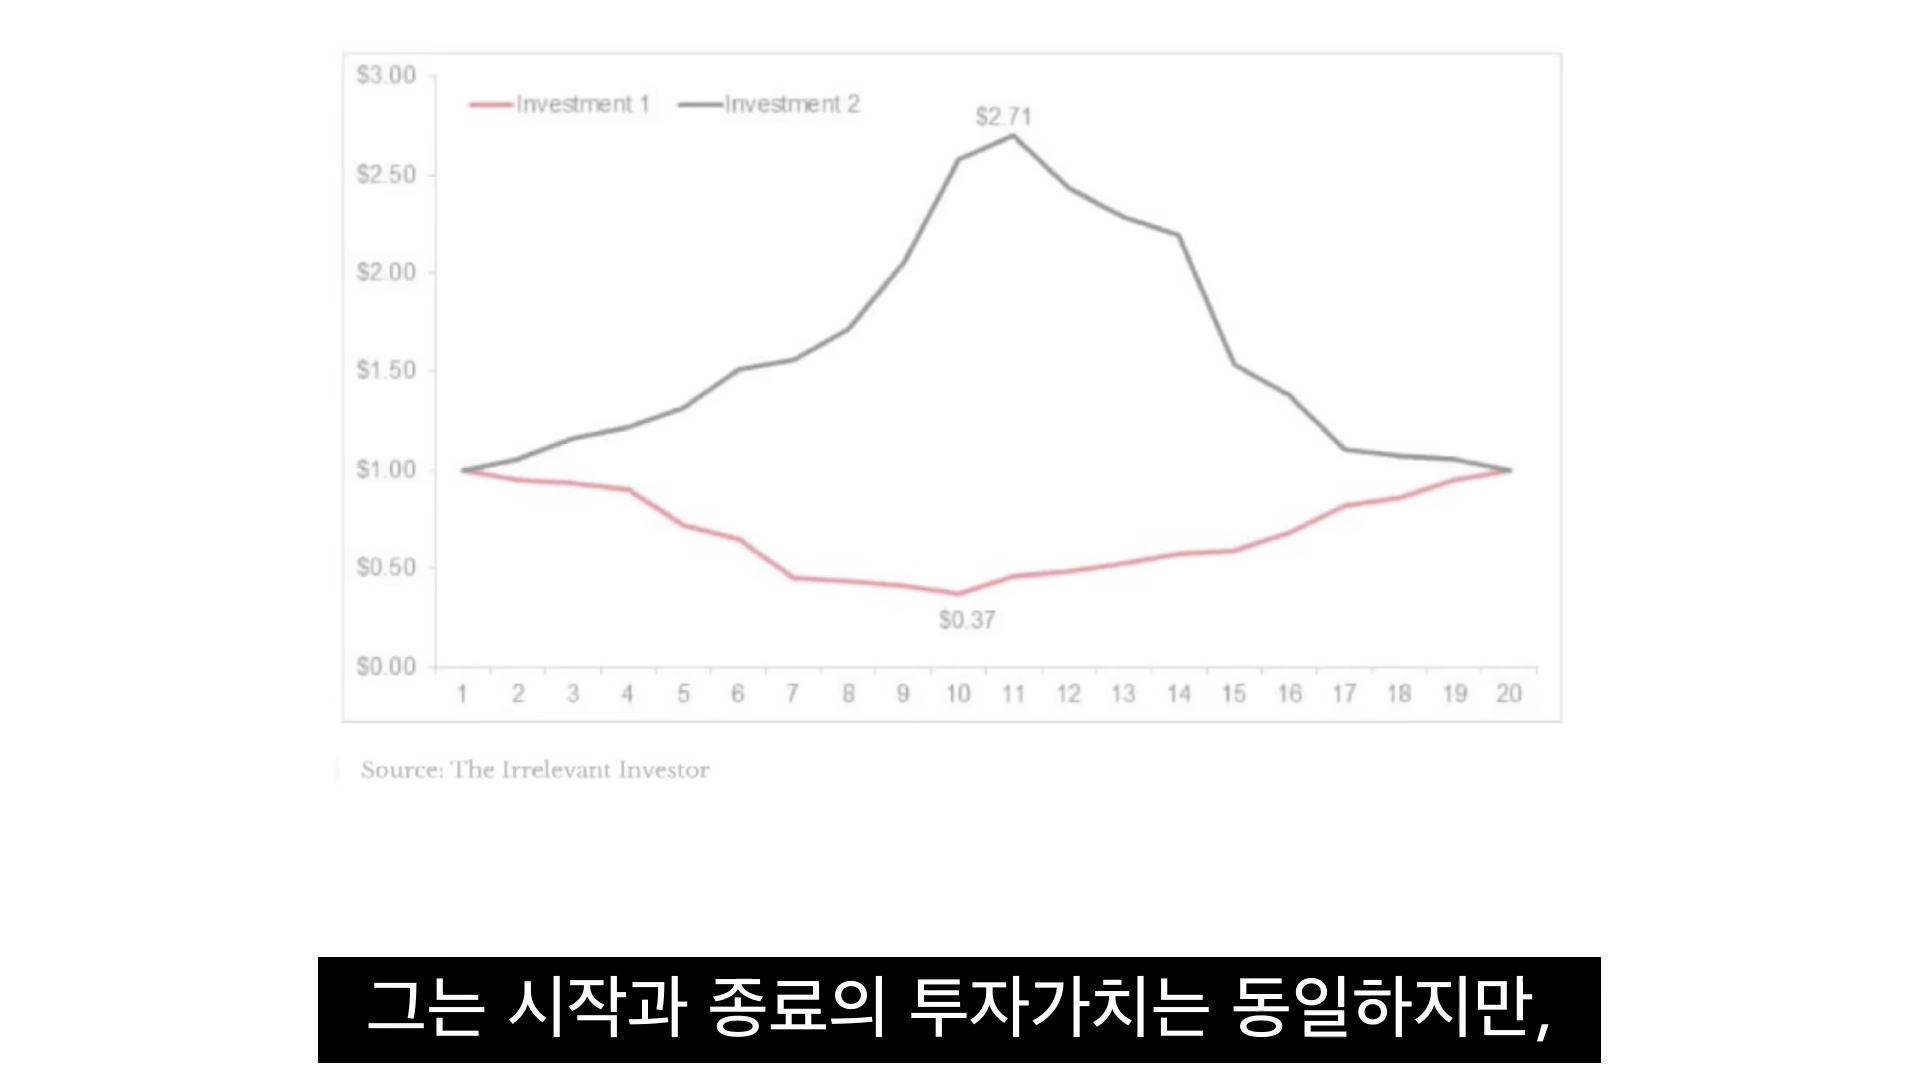 $3.00
Investment 1 Investment 2
$2.71
$2.50
$2.00
$1.50
$1.00
$0.50
$0.37
$0.00
1 2 3 4 5 6 7 8 9 10 11 12 13 14 15 16 17 18 19 20
Source: The Irrelevant Investor
그는 시작과 종료의 투자가치는 동일하지만,